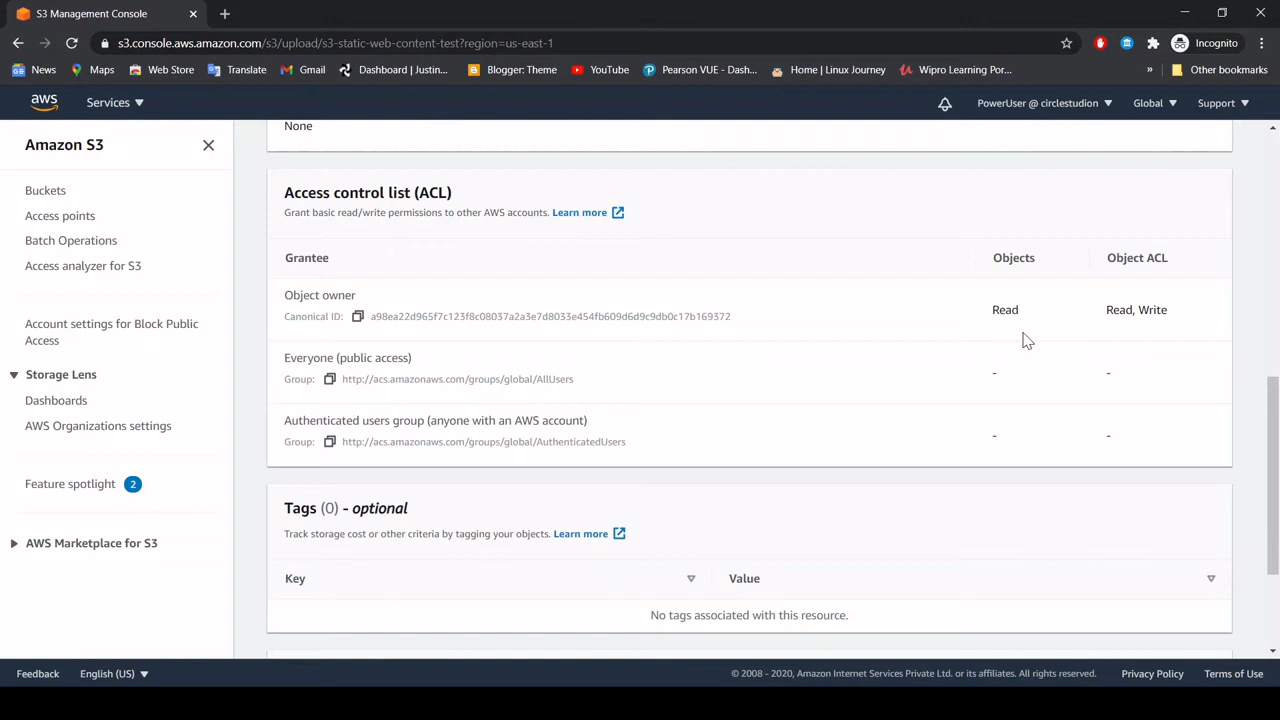 S3 Management Console
s3.console.aws.amazon.com/s3/upload/s3-static-web-content-test?region=us-east-1
Incognito
News
Maps
Web Store
Translate
Gmail
Dashboard | Justin...
Blogger: Theme
YouTube
Pearson VUE - Dash...
Home | Linux Journey
Wipro Learning Por...
»
Other bookmarks
aws
Services
PowerUser @ circlestudion
Global
Support
Amazon S3
Buckets
Access points
Batch Operations
Access analyzer for S3
Account settings for Block Public
Access
Storage Lens
Dashboards
AWS Organizations settings
Feature spotlight 2
AWS Marketplace for S3
None
Access control list (ACL)
Grant basic read/write permissions to other AWS accounts. Learn more
Grantee
Objects
Object ACL
Object owner
Canonical ID: a98ea22d965f7c123f8c08037a2a3e7d8033e454fb609d6d9c9db0c17b169372
Read
Read, Write
Everyone (public access)
Group: http://acs.amazonaws.com/groups/global/AllUsers
-
-
Authenticated users group (anyone with an AWS account)
Group: http://acs.amazonaws.com/groups/global/AuthenticatedUsers
-
-
Tags (0) - optional
Track storage cost or other criteria by tagging your objects. Learn more
Key
Value
No tags associated with this resource.
Feedback
English (US)
© 2008 - 2020, Amazon Internet Services Private Ltd. or its affiliates. All rights reserved.
Privacy Policy
Terms of Use